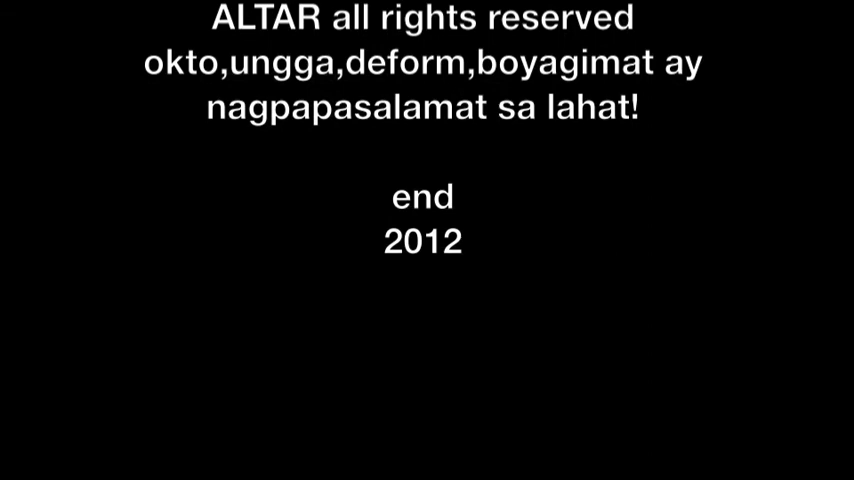 ALTAR all rights reserved
okto,ungga,deform,boyagimat ay
nagpapasalamat sa lahat!
end
2012